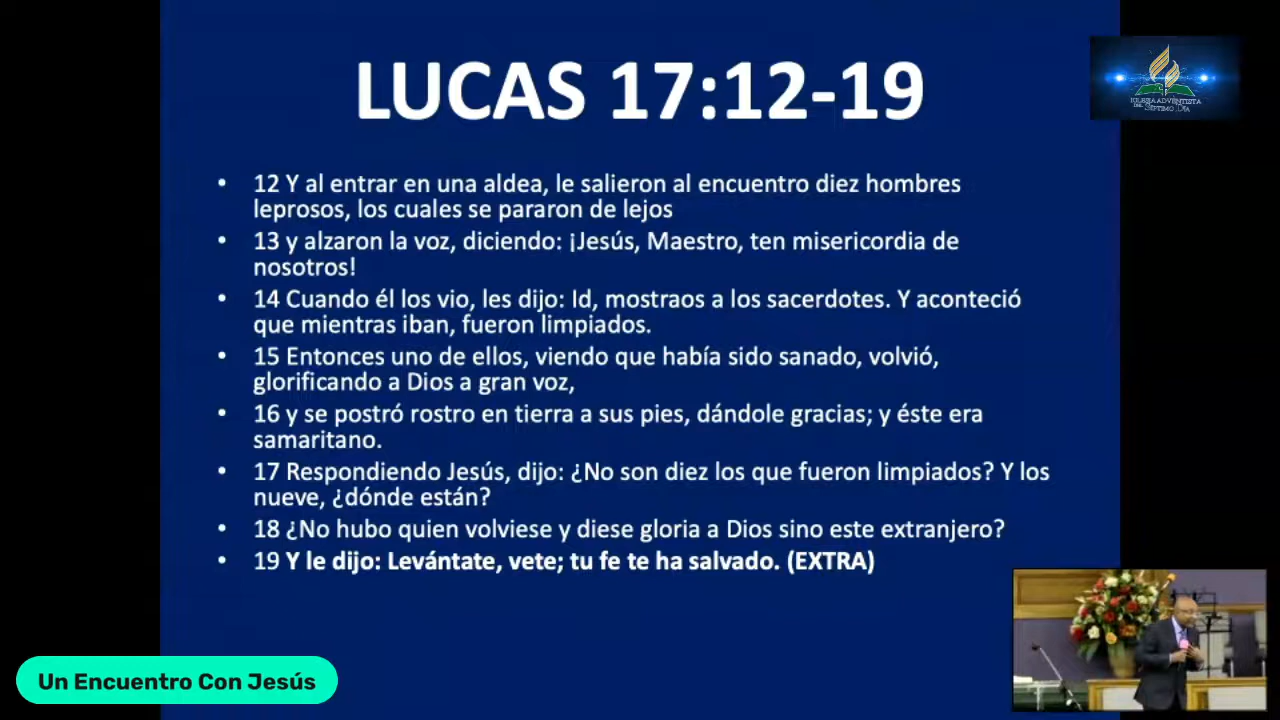 LUCAS 17:12-19
IGLESIA ADVENTISTA
DEL SÉPTIMO DÍA
• 12 Y al entrar en una aldea, le salieron al encuentro diez hombres
leprosos, los cuales se pararon de lejos
• 13 y alzaron la voz, diciendo: ¡Jesús, Maestro, ten misericordia de
nosotros!
• 14 Cuando él los vio, les dijo: Id, mostraos a los sacerdotes. Y aconteció
que mientras iban, fueron limpiados.
• 15 Entonces uno de ellos, viendo que había sido sanado, volvió,
glorificando a Dios a gran voz,
• 16 y se postró rostro en tierra a sus pies, dándole gracias; y éste era
samaritano.
• 17 Respondiendo Jesús, dijo: ¿No son diez los que fueron limpiados? Y los
nueve, ¿dónde están?
• 18 ¿No hubo quien volviese y diese gloria a Dios sino este extranjero?
• 19 Y le dijo: Levántate, vete; tu fe te ha salvado. (EXTRA)
Un Encuentro Con Jesús